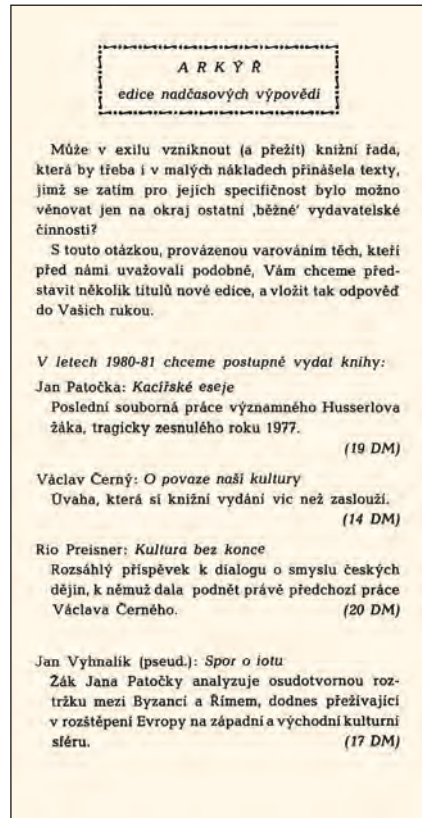 ARKÝŘ
edice nadčasových výpovědí
Může v exilu vzniknout (a přežít) knižní řada,
která by třeba i v malých nákladech přinášela texty,
jimž se zatím pro jejich specifičnost bylo možno
věnovat jen na okraj ostatní ‚běžné' vydavatelské
činnosti?
S touto otázkou, provázenou varováním těch, kteří
před námi uvažovali podobně, Vám chceme před-
stavit několik titulů nové edice, a vložit tak odpověď
do Vašich rukou.
V letech 1980-81 chceme postupně vydat knihy:
Jan Patočka: Kacířské eseje
Poslední souborná práce významného Husserlova
žáka, tragicky zesnulého roku 1977.
(19 DM)
Václav Černý: O povaze naší kultury
Úvaha, která si knižní vydání víc než zaslouží.
(14 DM)
Rio Preisner: Kultura bez konce
Rozsáhlý příspěvek k dialogu o smyslu českých
dějin, k němuž dala podnět právě předchozí práce
Václava Černého. (20 DM)
Jan Vyhnalík (pseud.): Spor o iotu
Žák Jana Patočky analyzuje osudotvornou roz-
tržku mezi Byzancí a Římem, dodnes přežívající
v rozštěpení Evropy na západní a východní kulturní
sféru. (17 DM)